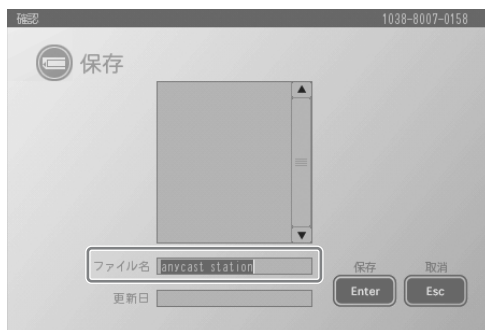 確認 1038-8007-0158
保存
ファイル名 anycast station
更新日
保存 取消
Enter Esc